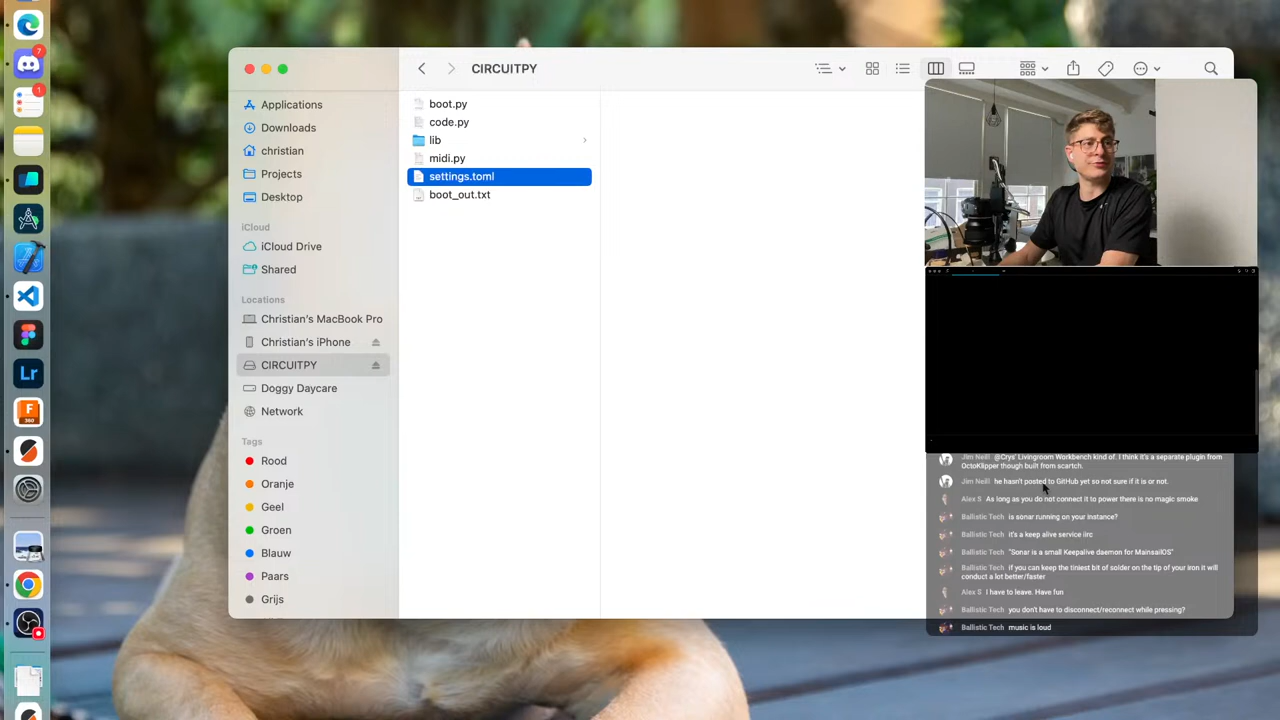 7
1
CIRCUITPY
Applications
Downloads
christian
Projects
Desktop
iCloud
iCloud Drive
Shared
Locations
Christian's MacBook Pro
Christian's iPhone
CIRCUITPY
Doggy Daycare
Network
Tags
Rood
Oranje
Geel
Groen
Blauw
Paars
Grijs
boot.py
code.py
lib
midi.py
settings.toml
boot_out.txt
Lr
F
360
Jim Neill @Crys' Livingroom Workbench kind of. I think it's a separate plugin from
OctoKlipper though built from scartch.
Jim Neill he hasn't posted to GitHub yet so not sure if it is or not.
Alex S As long as you do not connect it to power there is no magic smoke
Ballistic Tech is sonar running on your instance?
Ballistic Tech it's a keep alive service iirc
Ballistic Tech "Sonar is a small Keepalive daemon for MainsailOS"
Ballistic Tech if you can keep the tiniest bit of solder on the tip of your iron it will
conduct a lot better/faster
Alex S I have to leave. Have fun
Ballistic Tech you don't have to disconnect/reconnect while pressing?
Ballistic Tech music is loud